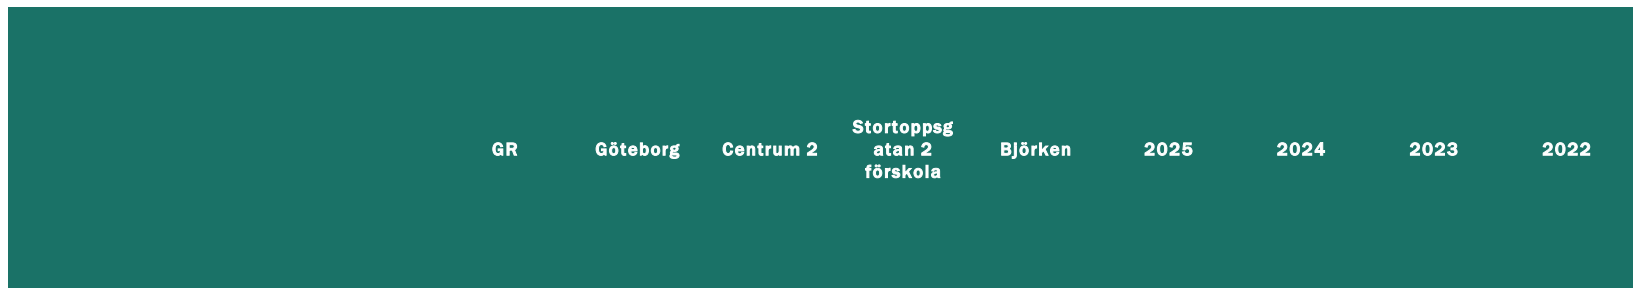 GR
Göteborg
Centrum 2
Stortoppsg
atan 2
förskola
Björken
2025
2024
2023
2022